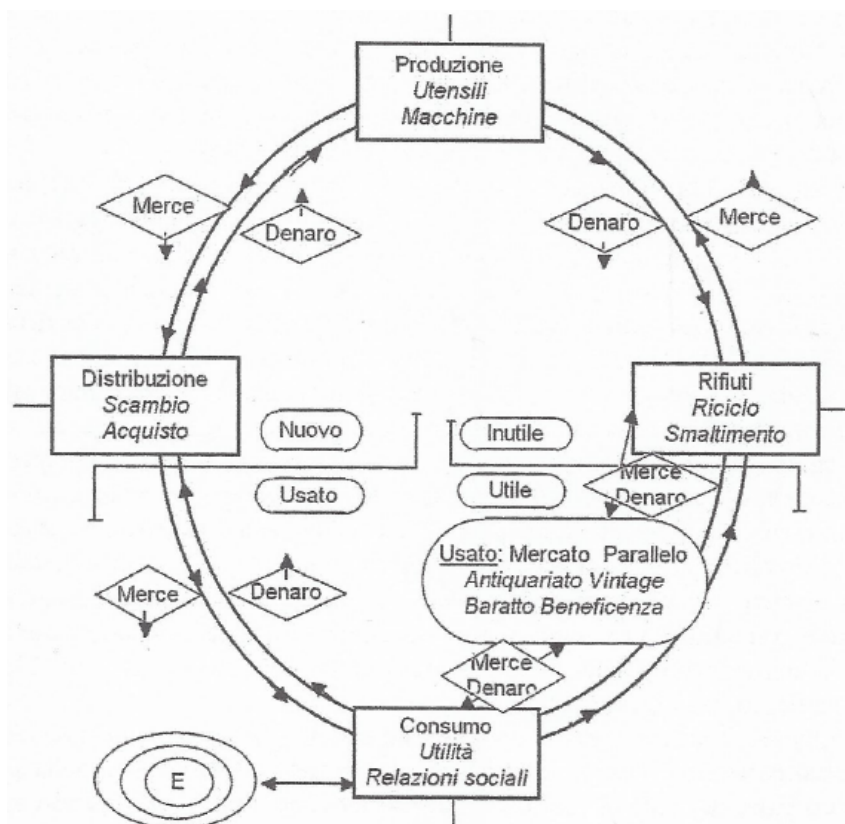 Produzione
Utensili
Macchine
Merce
Denaro
Denaro
Merce
Distribuzione
Scambio
Acquisto
Rifiuti
Riciclo
Smaltimento
Nuovo
Inutile
Usato
Utile
Merce
Denaro
Usato: Mercato Parallelo
Antiquariato Vintage
Baratto Beneficenza
Merce
Denaro
Merce
Denaro
Consumo
Utilità
Relazioni sociali
E